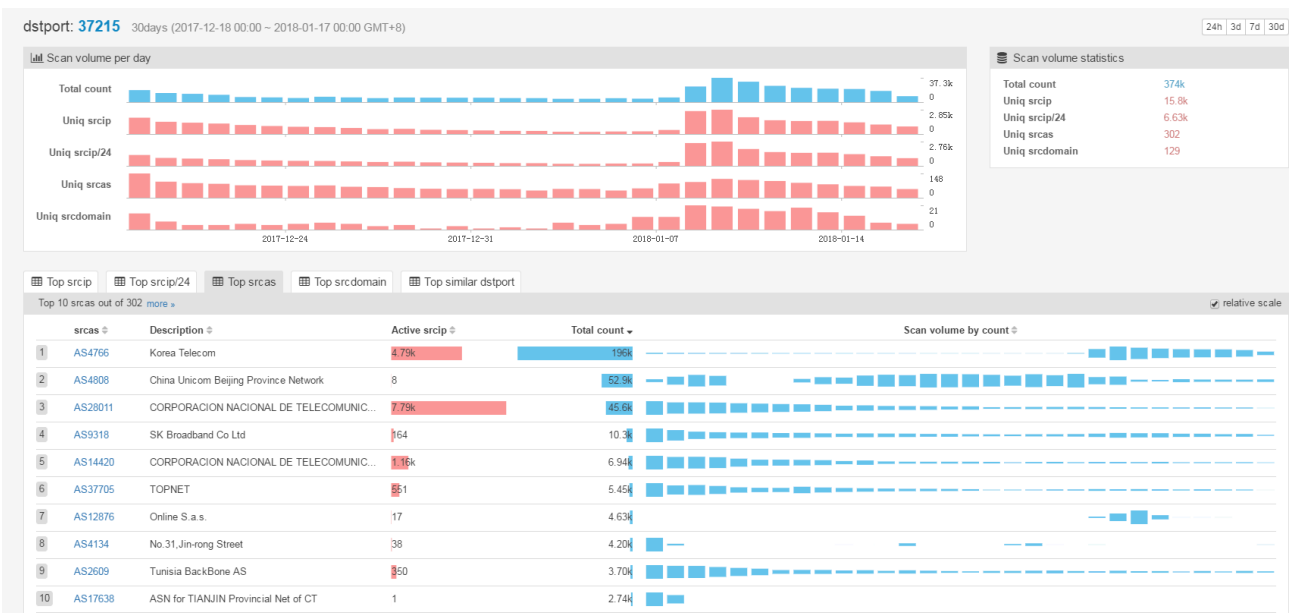 dstport: 37215 30days (2017-12-18 00:00 ~ 2018-01-17 00:00 GMT+8) 24h 3d 7d 30d
Scan volume per day
Total count 37.3k 0
Uniq srcip 2.85k 0
Uniq srcip/24 2.76k 0
Uniq srcas 148 0
Uniq srcdomain 21 0
2017-12-24 2017-12-31 2018-01-07 2018-01-14
Scan volume statistics
Total count 374k
Uniq srcip 15.8k
Uniq srcip/24 6.63k
Uniq srcas 302
Uniq srcdomain 129
Top srcip Top srcip/24 Top srcas Top srcdomain Top similar dstport
Top 10 srcas out of 302 more » relative scale
srcas Description Active srcip Total count Scan volume by count
1 AS4766 Korea Telecom 4.79k 196k
2 AS4808 China Unicom Beijing Province Network 8 52.9k
3 AS28011 CORPORACION NACIONAL DE TELECOMUNIC... 7.79k 45.6k
4 AS9318 SK Broadband Co Ltd 164 10.3k
5 AS14420 CORPORACION NACIONAL DE TELECOMUNIC... 1.16k 6.94k
6 AS37705 TOPNET 551 5.45k
7 AS12876 Online S.a.s. 17 4.63k
8 AS4134 No.31,Jin-rong Street 38 4.20k
9 AS2609 Tunisia BackBone AS 350 3.70k
10 AS17638 ASN for TIANJIN Provincial Net of CT 1 2.74k